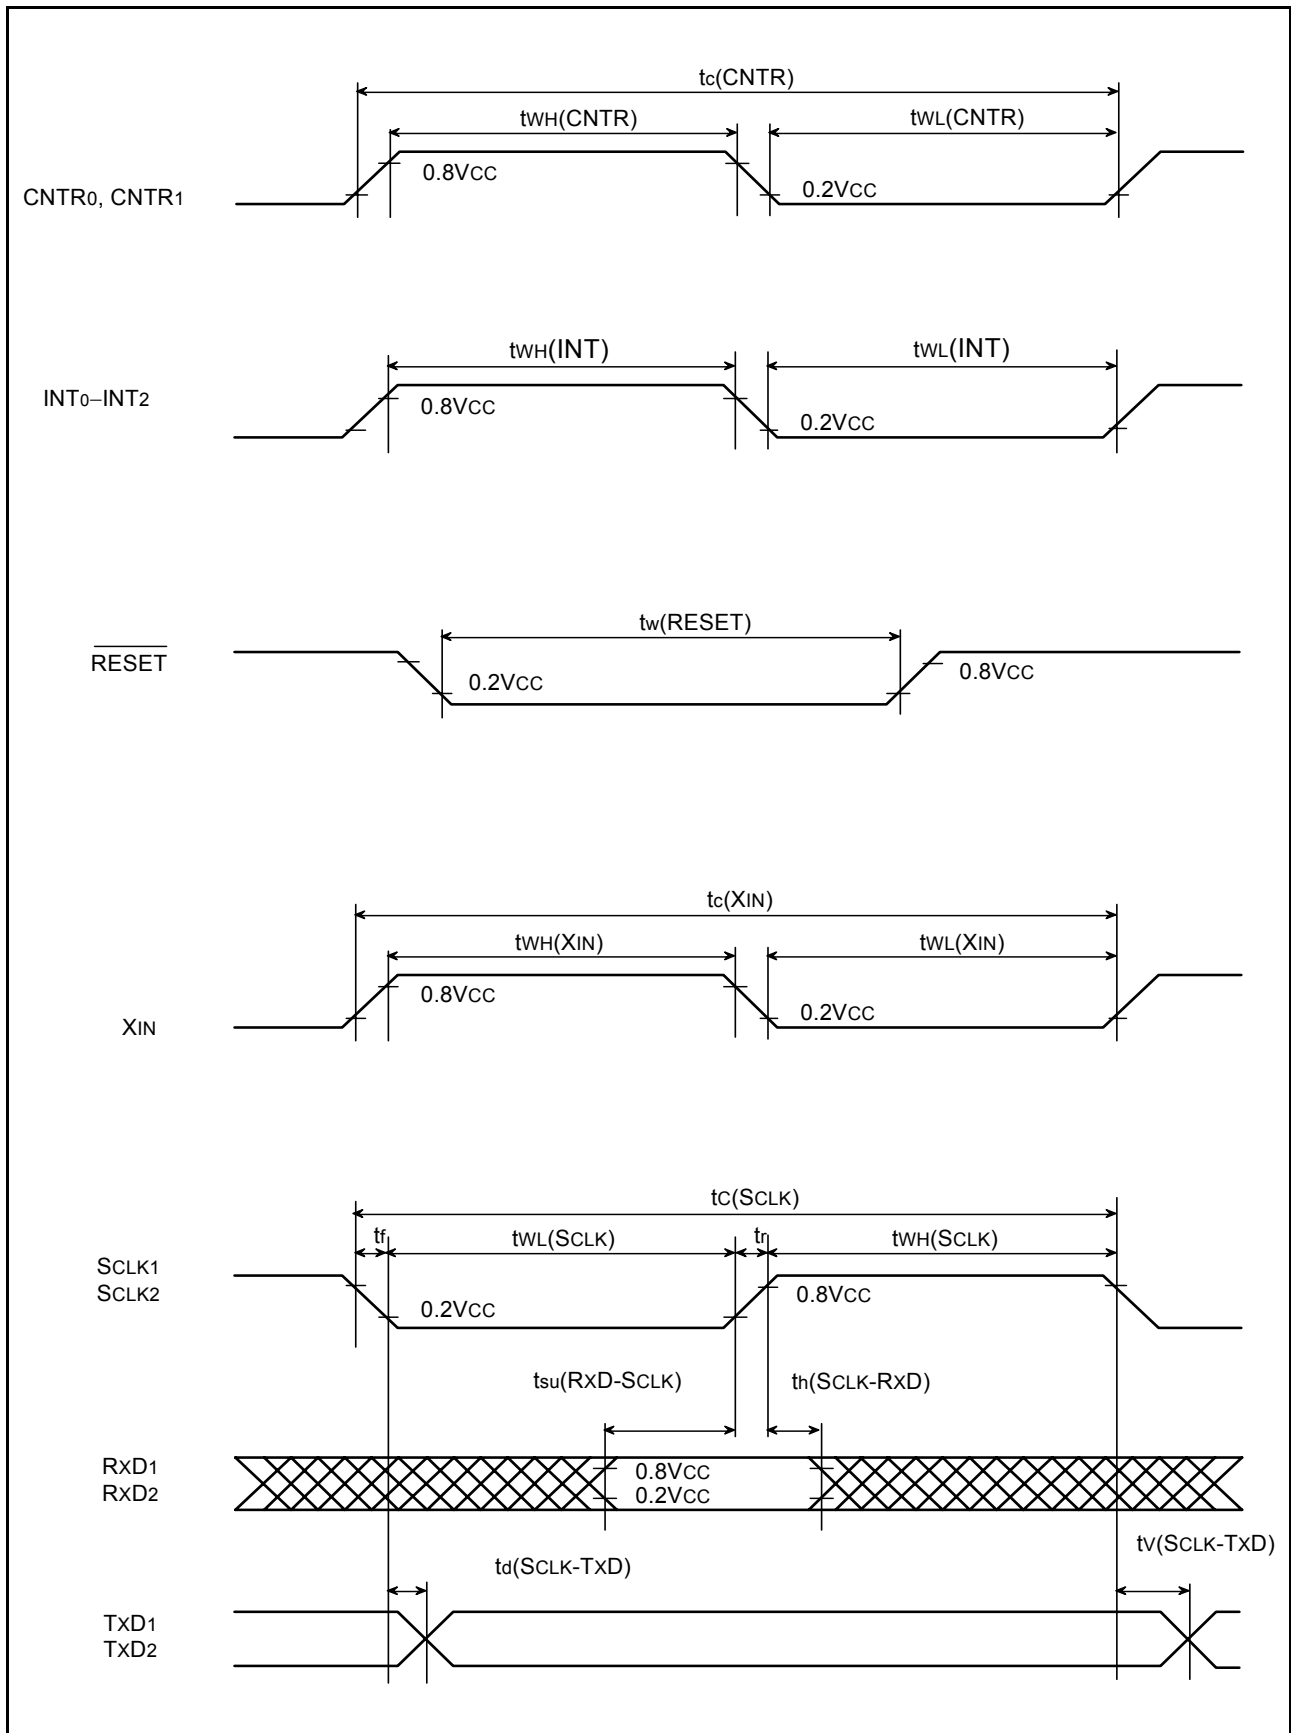 tc(CNTR)
tWH(CNTR)
tWL(CNTR)
CNTR0, CNTR1
0.8VCC
0.2VCC
tWH(INT)
tWL(INT)
INT0–INT2
0.8VCC
0.2VCC
tw(RESET)
RESET
0.2VCC
0.8VCC
tc(XIN)
tWH(XIN)
tWL(XIN)
XIN
0.8VCC
0.2VCC
tC(SCLK)
tf
tWL(SCLK)
tr
tWH(SCLK)
SCLK1
SCLK2
0.2VCC
0.8VCC
tsu(RXD-SCLK)
th(SCLK-RXD)
RXD1
RXD2
0.8VCC
0.2VCC
td(SCLK-TXD)
tV(SCLK-TXD)
TXD1
TXD2